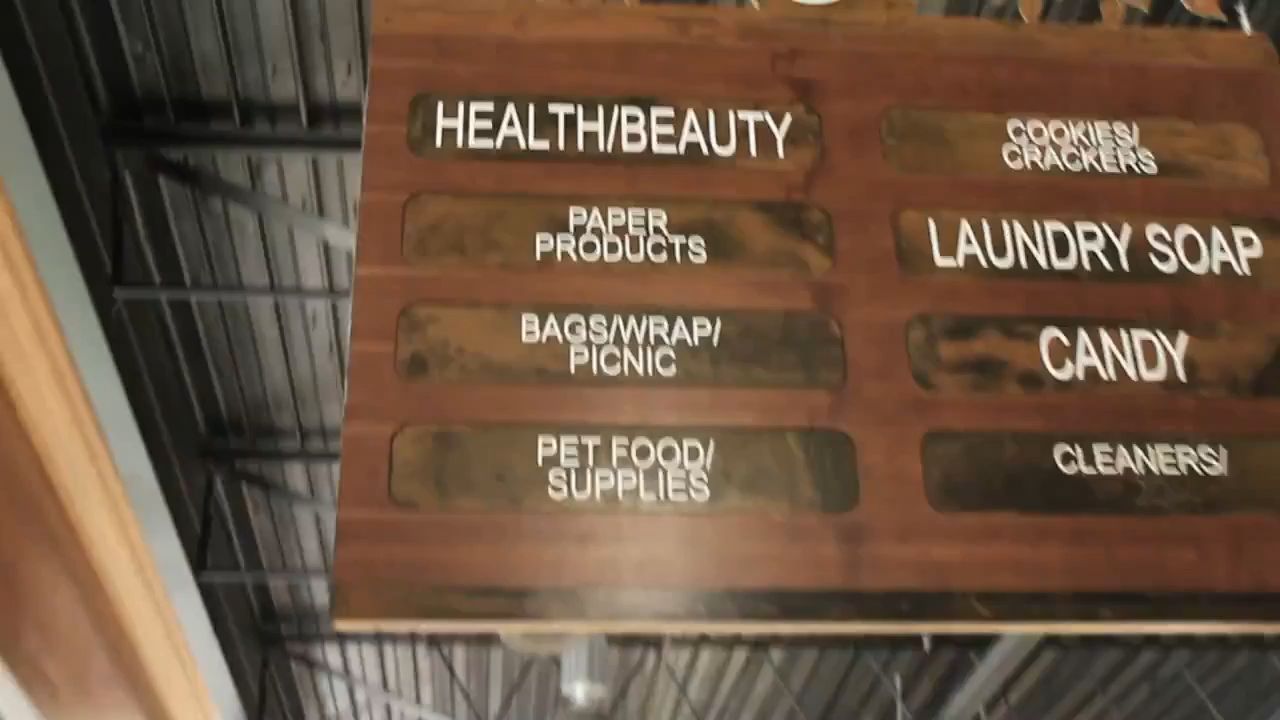 HEALTH/BEAUTY
PAPER
PRODUCTS
BAGS/WRAP/
PICNIC
PET FOOD/
SUPPLIES
COOKIES/
CRACKERS
LAUNDRY SOAP
CANDY
CLEANERS/